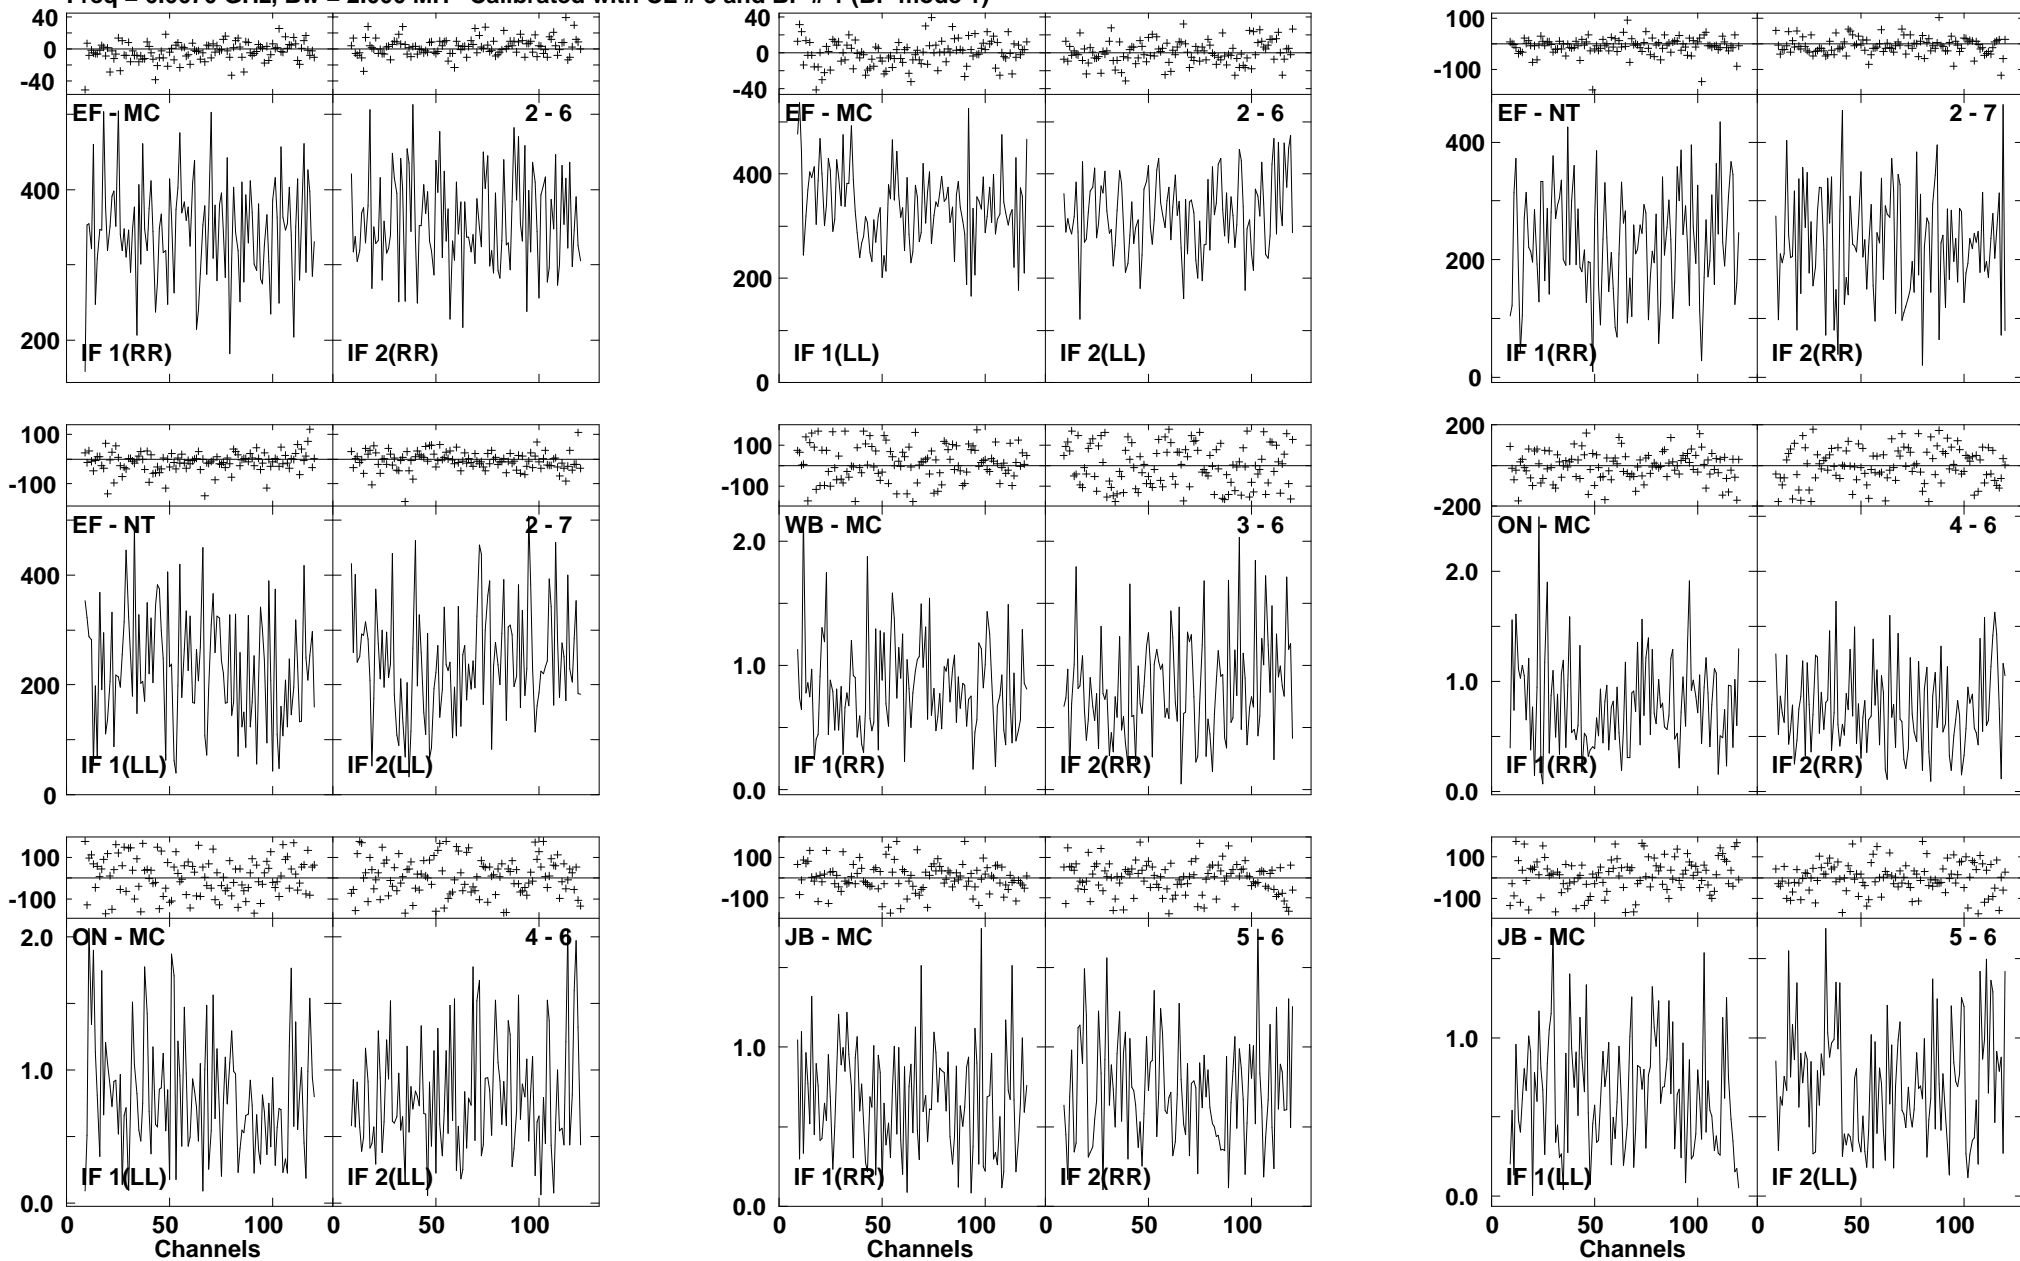 40
0
-40
EF - MC
2 - 6
400
200
IF 1(RR)
IF 2(RR)
40
0
-40
EF - MC
2 - 6
400
200
0
IF 1(LL)
IF 2(LL)
100
-100
EF - NT
2 - 7
400
200
0
IF 1(RR)
IF 2(RR)
100
-100
EF - NT
2 - 7
400
200
0
IF 1(LL)
IF 2(LL)
100
-100
WB - MC
3 - 6
2.0
1.0
0.0
IF 1(RR)
IF 2(RR)
200
-200
ON - MC
4 - 6
2.0
1.0
0.0
IF 1(RR)
IF 2(RR)
100
-100
ON - MC
4 - 6
2.0
1.0
0.0
IF 1(LL)
IF 2(LL)
0 50 100 0 50 100
Channels
100
-100
JB - MC
5 - 6
1.0
0.0
IF 1(RR)
IF 2(RR)
0 50 100 0 50 100
Channels
100
-100
JB - MC
5 - 6
1.0
0.0
IF 1(LL)
IF 2(LL)
0 50 100 0 50 100
Channels